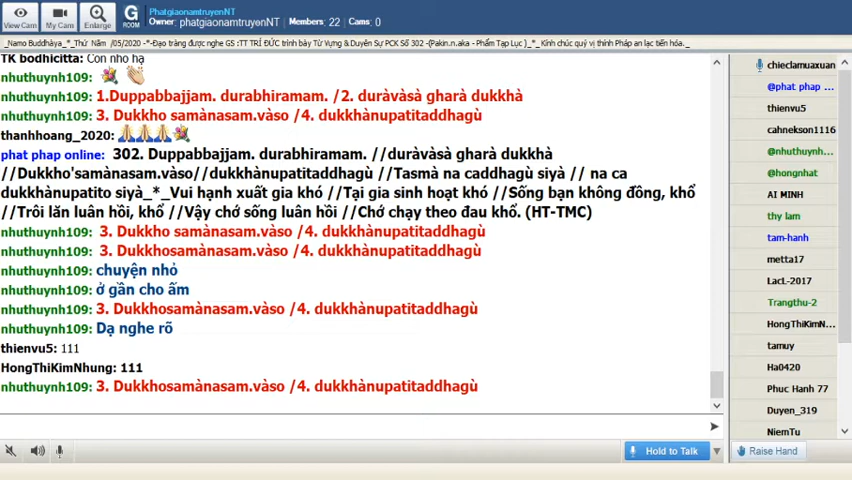 PhatgiaonamtruyenNT
Owner: phatgiaonamtruyenNT Members: 22 Cams: 0
View Cam
My Cam
Enlarge
G
ROOM
_Namo Buddhàya_*_Thứ Năm /05/2020 -*-Đạo tràng được nghe GS :TT TRÍ ĐỨC trình bày Từ Vựng &Duyên Sự PCK Số 302 -(Pakin.n.aka - Phẩm Tạp Lục )_*_ Kính chúc quý vị thính Pháp an lạc tiến hóa._
TK bodhicitta: Con nhớ hạ
nhuthuynh109:
nhuthuynh109: 1.Duppabbajjam. durabhiramam. /2. duràvàsà gharà dukkhà
nhuthuynh109: 3. Dukkho samànasam.vàso /4. dukkhànupatitaddhagù
thanhhoang_2020:
phat phap online: 302. Duppabbajjam. durabhiramam. //duràvàsà gharà dukkhà
//Dukkho'samànasam.vàso//dukkhànupatitaddhagù //Tasmà na caddhagù siyà // na ca
dukkhànupatito siyà_*_Vui hạnh xuất gia khó //Tại gia sinh hoạt khó //Sống bạn không đồng, khổ
//Trôi lăn luân hồi, khổ //Vậy chớ sống luân hồi //Chớ chạy theo đau khổ. (HT-TMC)
nhuthuynh109: 3. Dukkho samànasam.vàso /4. dukkhànupatitaddhagù
nhuthuynh109: 3. Dukkhosamànasam.vàso /4. dukkhànupatitaddhagù
nhuthuynh109: chuyện nhỏ
nhuthuynh109: ở gần cho ấm
nhuthuynh109: 3. Dukkhosamànasam.vàso /4. dukkhànupatitaddhagù
nhuthuynh109: Dạ nghe rõ
thienvu5: 111
HongThiKimNhung: 111
nhuthuynh109: 3. Dukkhosamànasam.vàso /4. dukkhànupatitaddhagù
Hold to Talk
chieclamuaxuan
@phat phap ...
thienvu5
cahnekson1116
@nhuthuynh...
@hongnhat
AI MINH
thy lam
tam-hanh
metta17
LacL-2017
Trangthu-2
HongThiKimN...
tamuy
Ha0420
Phuc Hanh 77
Duyen_319
NiemTu
Raise Hand